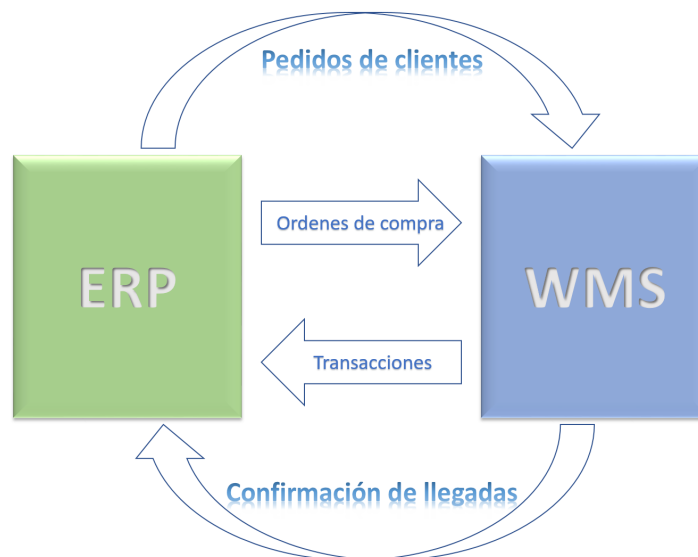 Pedidos de clientes
Ordenes de compra
ERP
WMS
Transacciones
Confirmación de llegadas